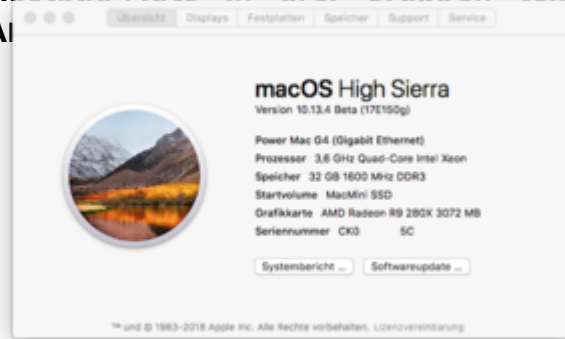 Übersicht Displays Festplatten Speicher Support Service
macOS High Sierra
Version 10.13.4 Beta (17E150g)
Power Mac G4 (Gigabit Ethernet)
Prozessor 3,6 GHz Quad-Core Intel Xeon
Speicher 32 GB 1600 MHz DDR3
Startvolume MacMini SSD
Grafikkarte AMD Radeon R9 280X 3072 MB
Seriennummer CK0 5C
Systembericht ... Softwareupdate ...
™ und © 1983-2018 Apple Inc. Alle Rechte vorbehalten. Lizenzvereinbarung